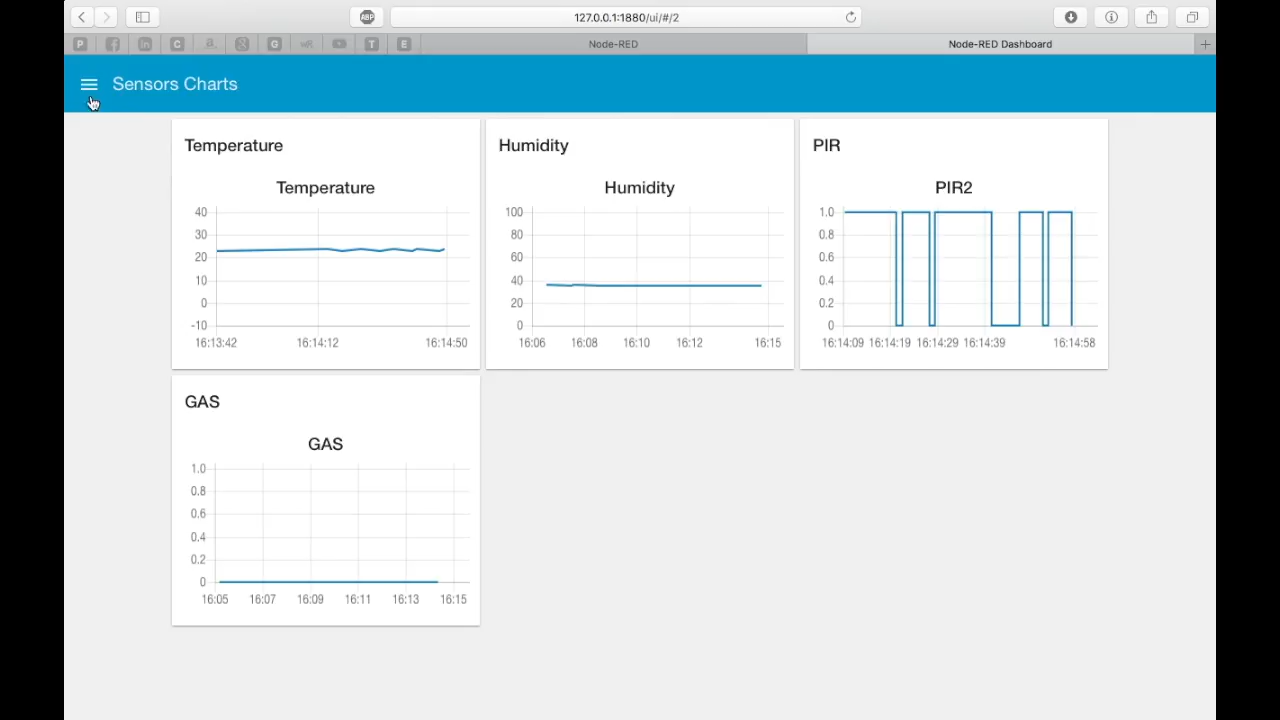 ABP
127.0.0.1:1880/ui/#/2
P
C
a
G
T
E
Node-RED
Node-RED Dashboard
Sensors Charts
Temperature
Temperature
40
30
20
10
0
-10
16:13:42 16:14:12 16:14:50
Humidity
Humidity
100
80
60
40
20
0
16:06 16:08 16:10 16:12 16:15
PIR
PIR2
1.0
0.8
0.6
0.4
0.2
0
16:14:09 16:14:19 16:14:29 16:14:39 16:14:58
GAS
GAS
1.0
0.8
0.6
0.4
0.2
0
16:05 16:07 16:09 16:11 16:13 16:15